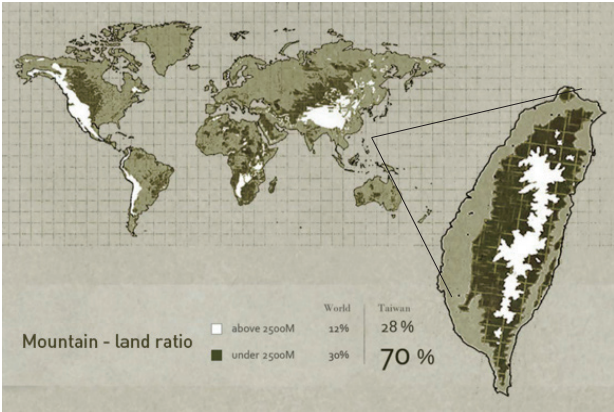 World Taiwan
Mountain - land ratio
above 2500M 12% 28 %
under 2500M 30% 70 %